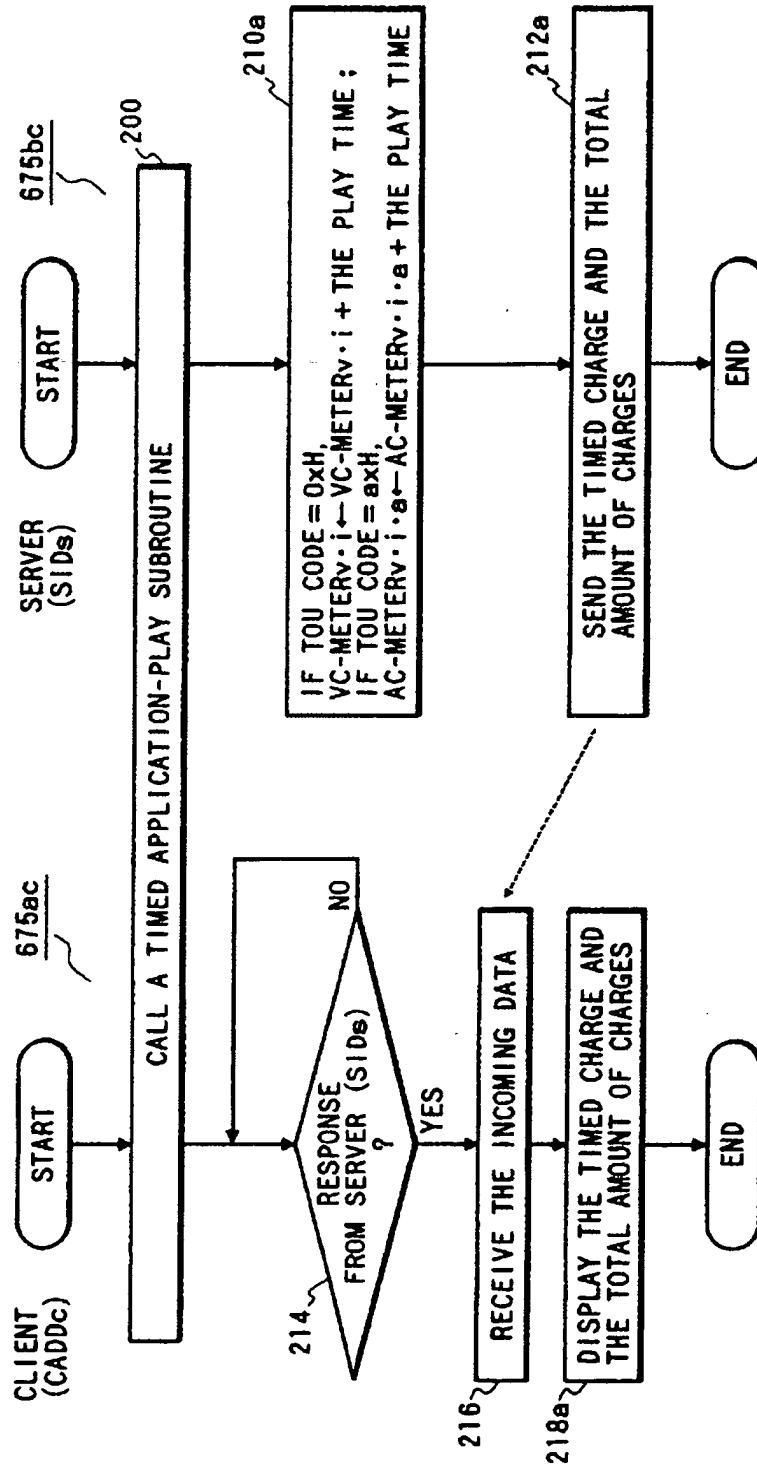 CLIENT
(CADDc)
675ac
SERVER
(SIDs)
675bc
START
START
200
CALL A TIMED APPLICATION-PLAY SUBROUTINE
214
RESPONSE
FROM SERVER (SIDs)
?
NO
YES
210a
IF TOU CODE=0xH,
VC-METERv·i←VC-METERv·i+THE PLAY TIME;
IF TOU CODE=axH,
AC-METERv·i·a←AC-METERv·i·a+THE PLAY TIME
212a
SEND THE TIMED CHARGE AND THE TOTAL
AMOUNT OF CHARGES
216
RECEIVE THE INCOMING DATA
218a
DISPLAY THE TIMED CHARGE AND
THE TOTAL AMOUNT OF CHARGES
END
END